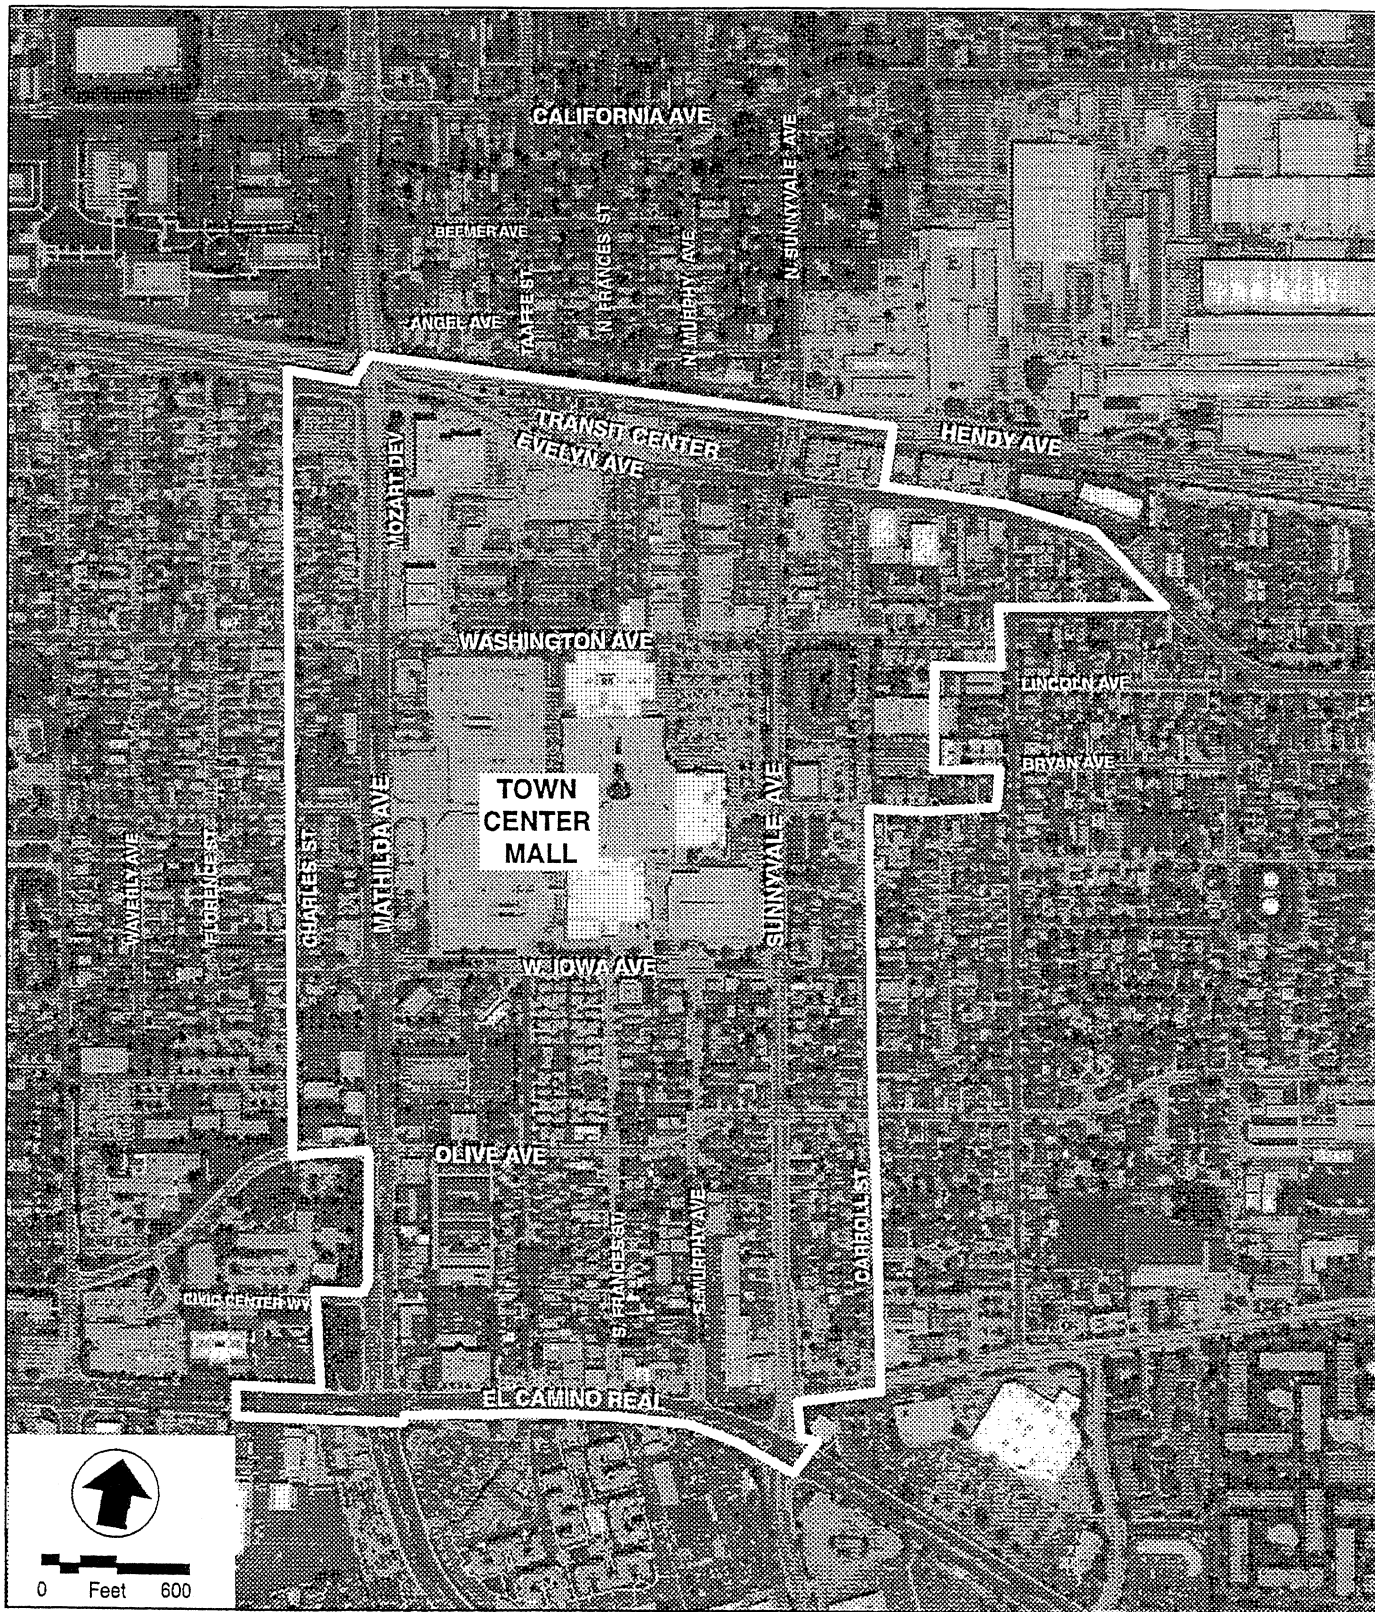 CALIFORNIA AVE
N. SUNNYVALE AVE
BEEMER AVE
N. FRANCES ST
N. MURPHY AVE
TAAFFE ST
ANGEL AVE
TRANSIT CENTER
EVELYN AVE
HENDY AVE
MOZART DEV.
WASHINGTON AVE
LINCOLN AVE
BRYAN AVE
TOWN
CENTER
MALL
WAVERLY AVE
FLORENCE ST
CHARLES ST
MATHILDA AVE
SUNNYVALE AVE
W. IOWA AVE
OLIVE AVE
S. FRANCES ST
S. MURPHY AVE
CARROLL ST
CIVIC CENTER WY
EL CAMINO REAL
0 Feet 600